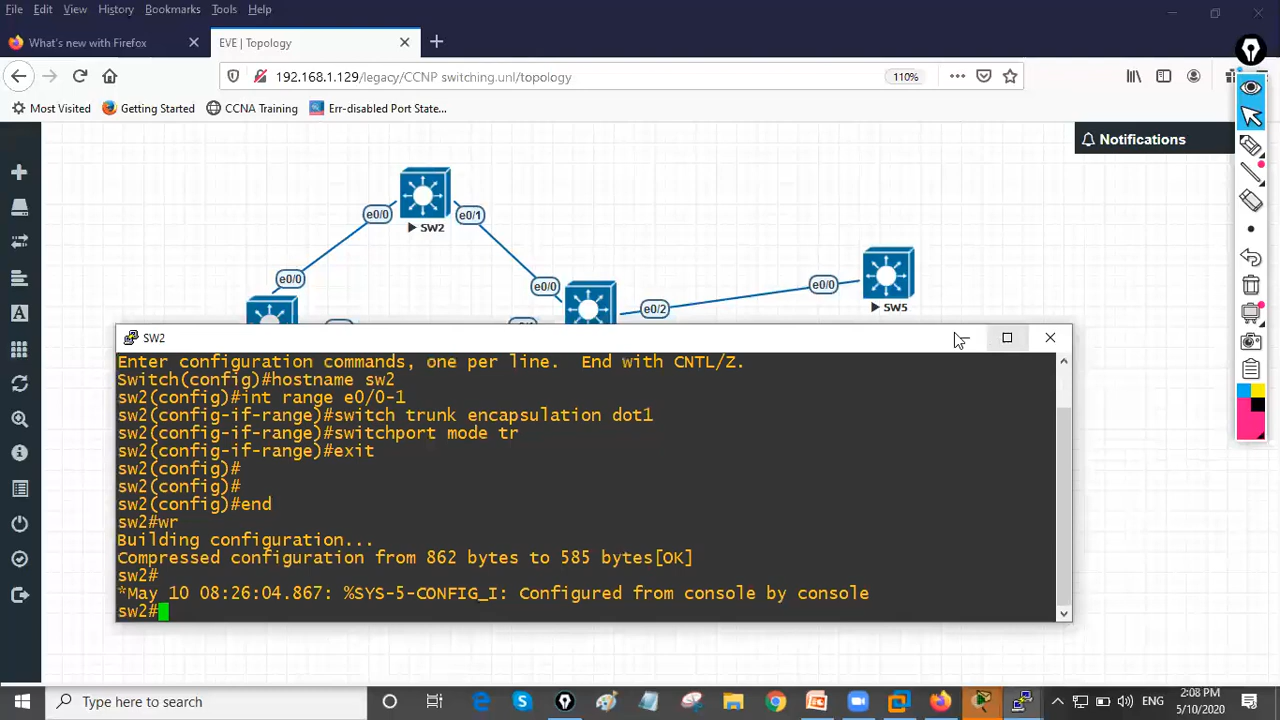 File Edit View History Bookmarks Tools Help
What's new with Firefox
EVE | Topology
192.168.1.129/legacy/CCNP switching.unl/topology
110%
Most Visited
Getting Started
CCNA Training
Err-disabled Port State...
Notifications
SW2
e0/0
e0/1
e0/0
e0/0
e0/2
e0/0
SW5
SW2
Enter configuration commands, one per line.  End with CNTL/Z.
Switch(config)#hostname sw2
sw2(config)#int range e0/0-1
sw2(config-if-range)#switch trunk encapsulation dot1
sw2(config-if-range)#switchport mode tr
sw2(config-if-range)#exit
sw2(config)#
sw2(config)#
sw2(config)#end
sw2#wr
Building configuration...
Compressed configuration from 862 bytes to 585 bytes[OK]
sw2#
*May 10 08:26:04.867: %SYS-5-CONFIG_I: Configured from console by console
sw2#
Type here to search
ENG
2:08 PM
5/10/2020